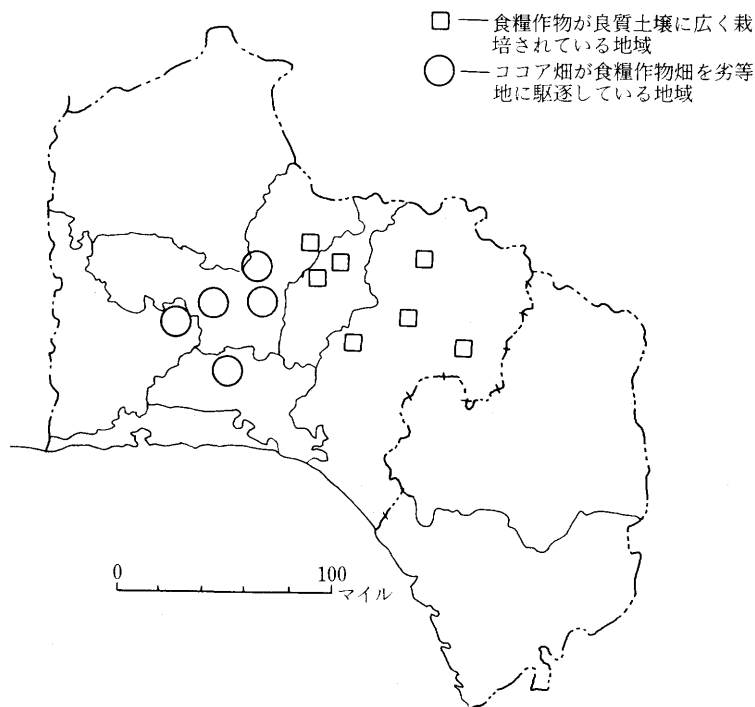 食糧作物が良質土壌に広く栽
培されている地域
ココア畑が食糧作物畑を劣等
地に駆逐している地域
0 100
マイル